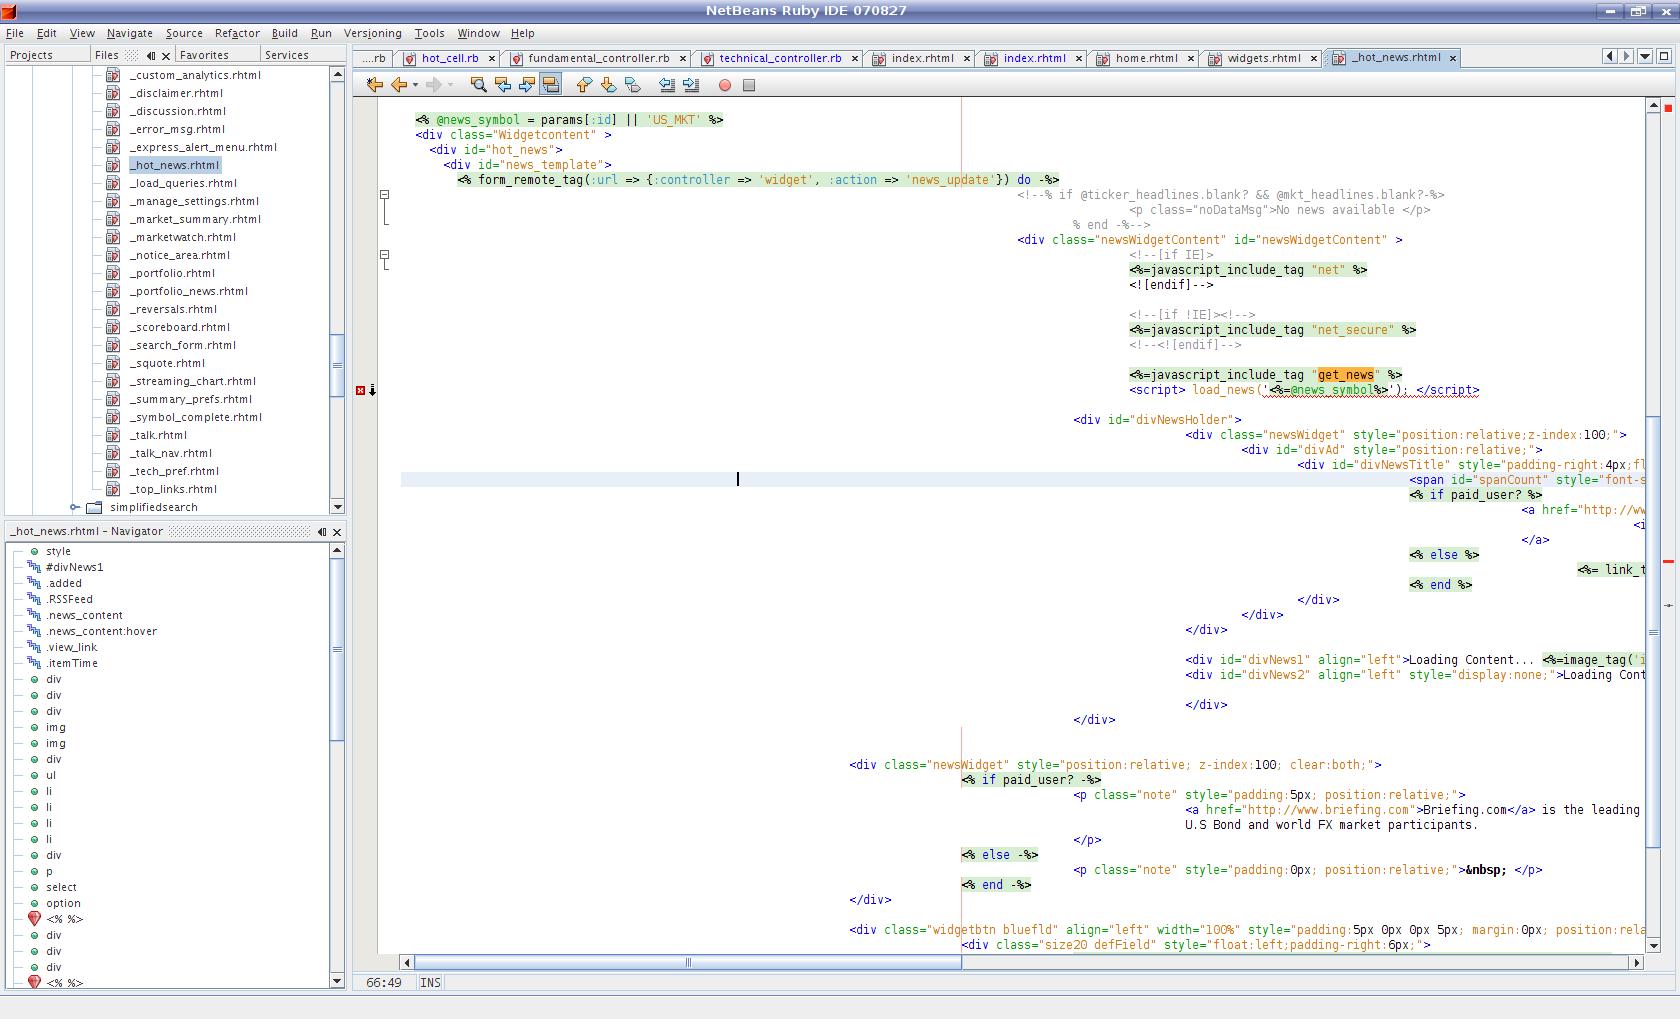 NetBeans Ruby IDE 070827
File Edit View Navigate Source Refactor Build Run Versioning Tools Window Help
Projects Files Favorites Services
_custom_analytics.rhtml
_disclaimer.rhtml
_discussion.rhtml
_error_msg.rhtml
_express_alert_menu.rhtml
_hot_news.rhtml
_load_queries.rhtml
_manage_settings.rhtml
_market_summary.rhtml
_marketwatch.rhtml
_notice_area.rhtml
_portfolio.rhtml
_portfolio_news.rhtml
_reversals.rhtml
_scoreboard.rhtml
_search_form.rhtml
_squote.rhtml
_streaming_chart.rhtml
_summary_prefs.rhtml
_symbol_complete.rhtml
_talk.rhtml
_talk_nav.rhtml
_tech_pref.rhtml
_top_links.rhtml
simplifiedsearch
_hot_news.rhtml - Navigator
style
#divNews1
.added
.RSSFeed
.news_content
.news_content:hover
.view_link
.itemTime
div
div
div
img
img
div
ul
li
li
li
li
div
p
select
option
<% %>
div
div
div
<% %>
....rb hot_cell.rb fundamental_controller.rb technical_controller.rb index.rhtml index.rhtml home.rhtml widgets.rhtml _hot_news.rhtml
<% @news_symbol = params[:id] || 'US_MKT' %>
<div class="Widgetcontent" >
<div id="hot_news">
<div id="news_template">
<% form_remote_tag(:url => {:controller => 'widget', :action => 'news_update'}) do -%>
<!--% if @ticker_headlines.blank? && @mkt_headlines.blank?-%>
<p class="noDataMsg">No news available </p>
% end -%-->
<div class="newsWidgetContent" id="newsWidgetContent" >
<!--[if IE]>
<%=javascript_include_tag "net" %>
<![endif]-->
<!--[if !IE]><!-->
<%=javascript_include_tag "net_secure" %>
<!--<![endif]-->
<%=javascript_include_tag "get_news" %>
<script> load_news('<%=@news_symbol%>'); </script>
<div id="divNewsHolder">
<div class="newsWidget" style="position:relative;z-index:100;">
<div id="divAd" style="position:relative;">
<div id="divNewsTitle" style="padding-right:4px;fl
<span id="spanCount" style="font-s
<% if paid_user? %>
<a href="http://ww
<i
</a>
<% else %>
<%= link_t
<% end %>
</div>
</div>
</div>
<div id="divNews1" align="left">Loading Content... <%=image_tag('i
<div id="divNews2" align="left" style="display:none;">Loading Cont
</div>
</div>
<div class="newsWidget" style="position:relative; z-index:100; clear:both;">
<% if paid_user? -%>
<p class="note" style="padding:5px; position:relative;">
<a href="http://www.briefing.com">Briefing.com</a> is the leading
U.S Bond and world FX market participants.
</p>
<% else -%>
<p class="note" style="padding:0px; position:relative;">&nbsp; </p>
<% end -%>
</div>
<div class="widgetbtn bluefld" align="left" width="100%" style="padding:5px 0px 0px 5px; margin:0px; position:rela
<div class="size20 defField" style="float:left;padding-right:6px;">
66:49 INS